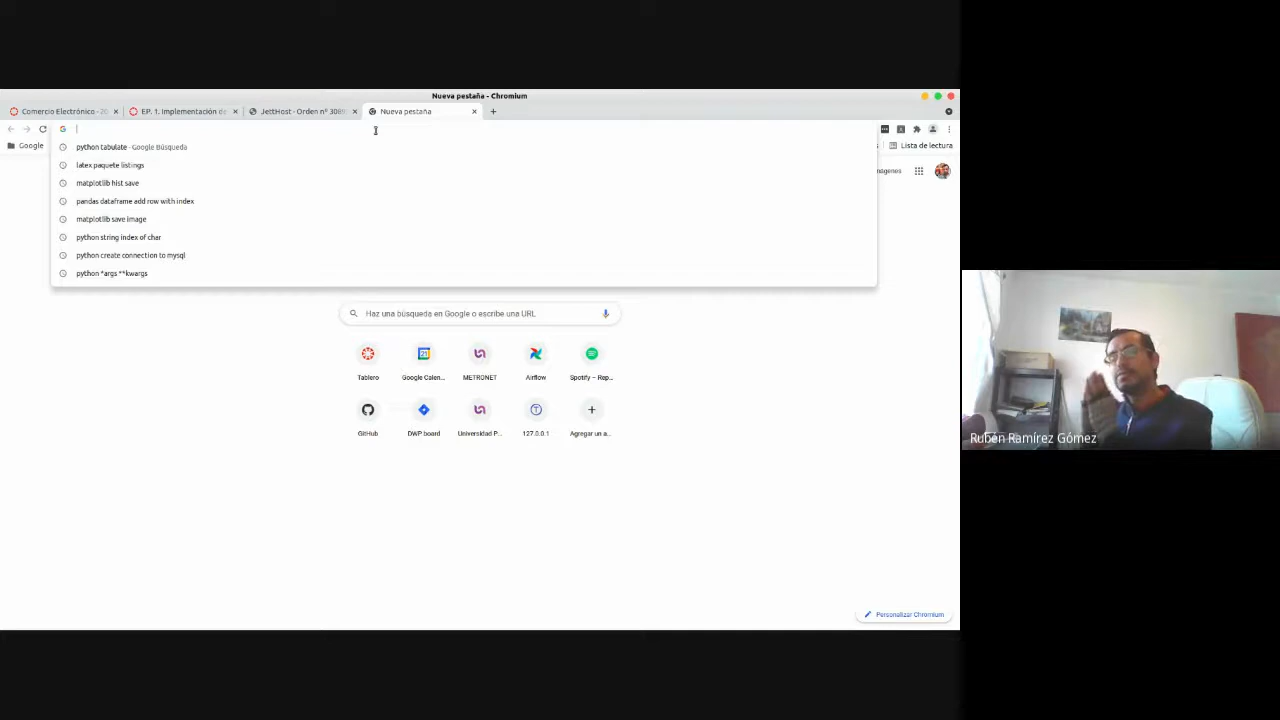 Nueva pestaña - Chromium
Comercio Electrónico - 20
EP. 1. Implementación de
JettHost - Orden nº 3089
Nueva pestaña
Google
Lista de lectura
python tabulate - Google Búsqueda
latex paquete listings
matplotlib hist save
pandas dataframe add row with index
matplotlib save image
python string index of char
python create connection to mysql
python *args **kwargs
Haz una búsqueda en Google o escribe una URL
Tablero
Google Calen...
METRONET
Airflow
Spotify – Rep...
GitHub
DWP board
Universidad P...
127.0.0.1
Agregar un a...
Personalizar Chromium
Rubén Ramírez Gómez